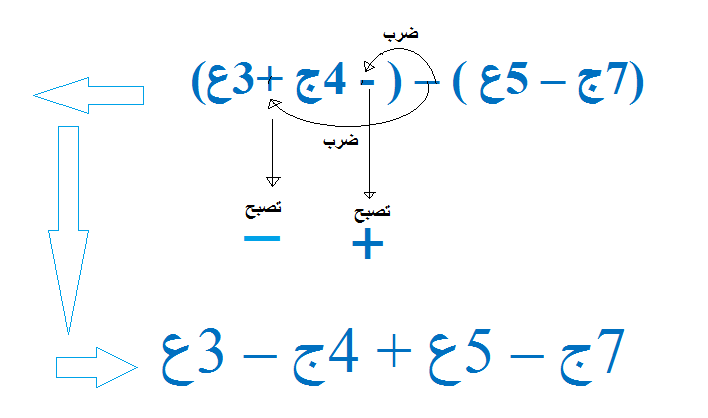 ضرب
(7ج – 5ع ) – ( - 4ج +3ع)
ضرب
تصبح تصبح
+ –
7ج – 5ع + 4ج – 3ع